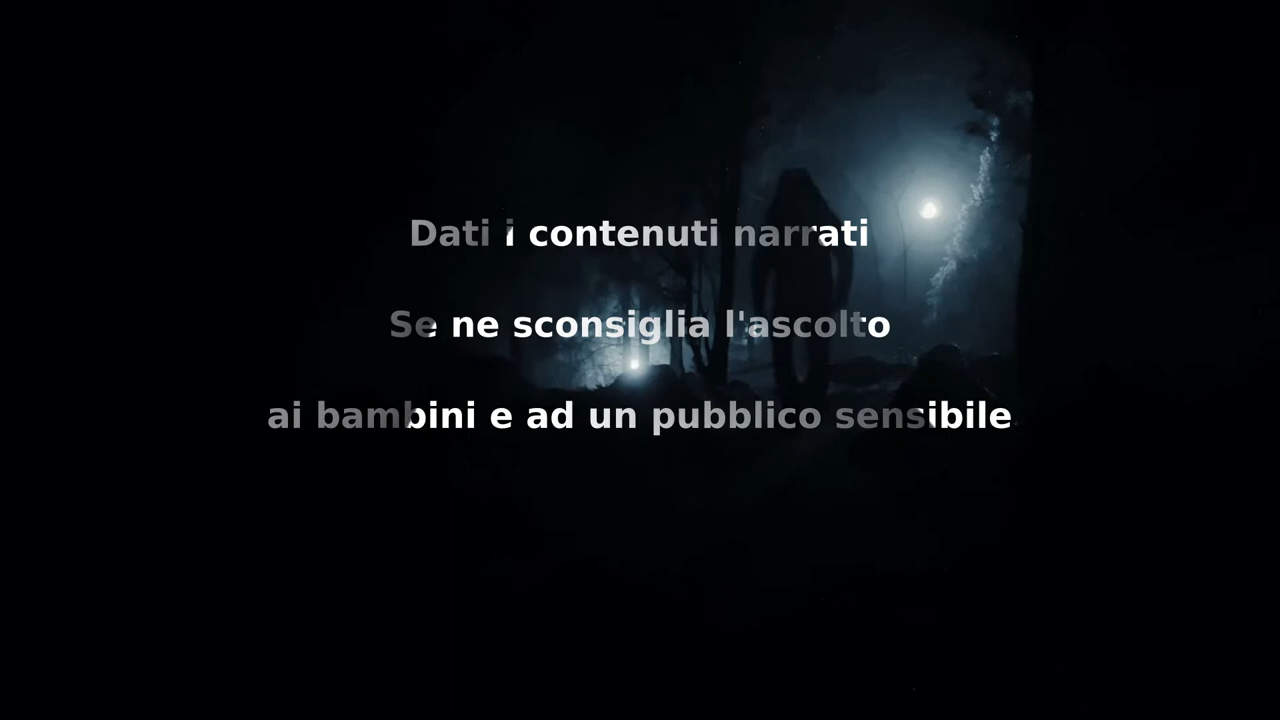 Dati i contenuti narrati
Se ne sconsiglia l'ascolto
ai bambini e ad un pubblico sensibile